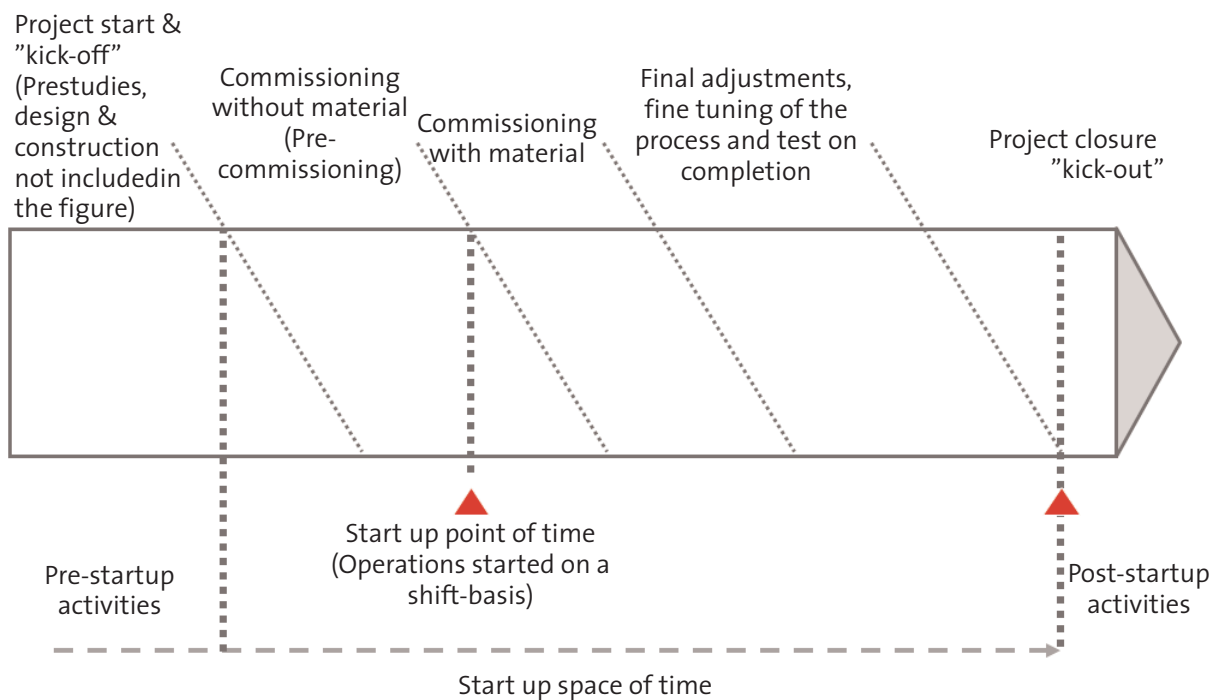 Project start &
”kick-off”
(Prestudies,
design &
construction
not includedin
the figure)
Commissioning
without material
(Pre-
commissioning)
Commissioning
with material
Final adjustments,
fine tuning of the
process and test on
completion
Project closure
”kick-out”
Start up point of time
(Operations started on a
shift-basis)
Pre-startup
activities
Post-startup
activities
Start up space of time